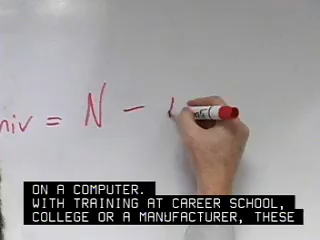 niv = N -
ON A COMPUTER.
WITH TRAINING AT CAREER SCHOOL,
COLLEGE OR A MANUFACTURER, THESE